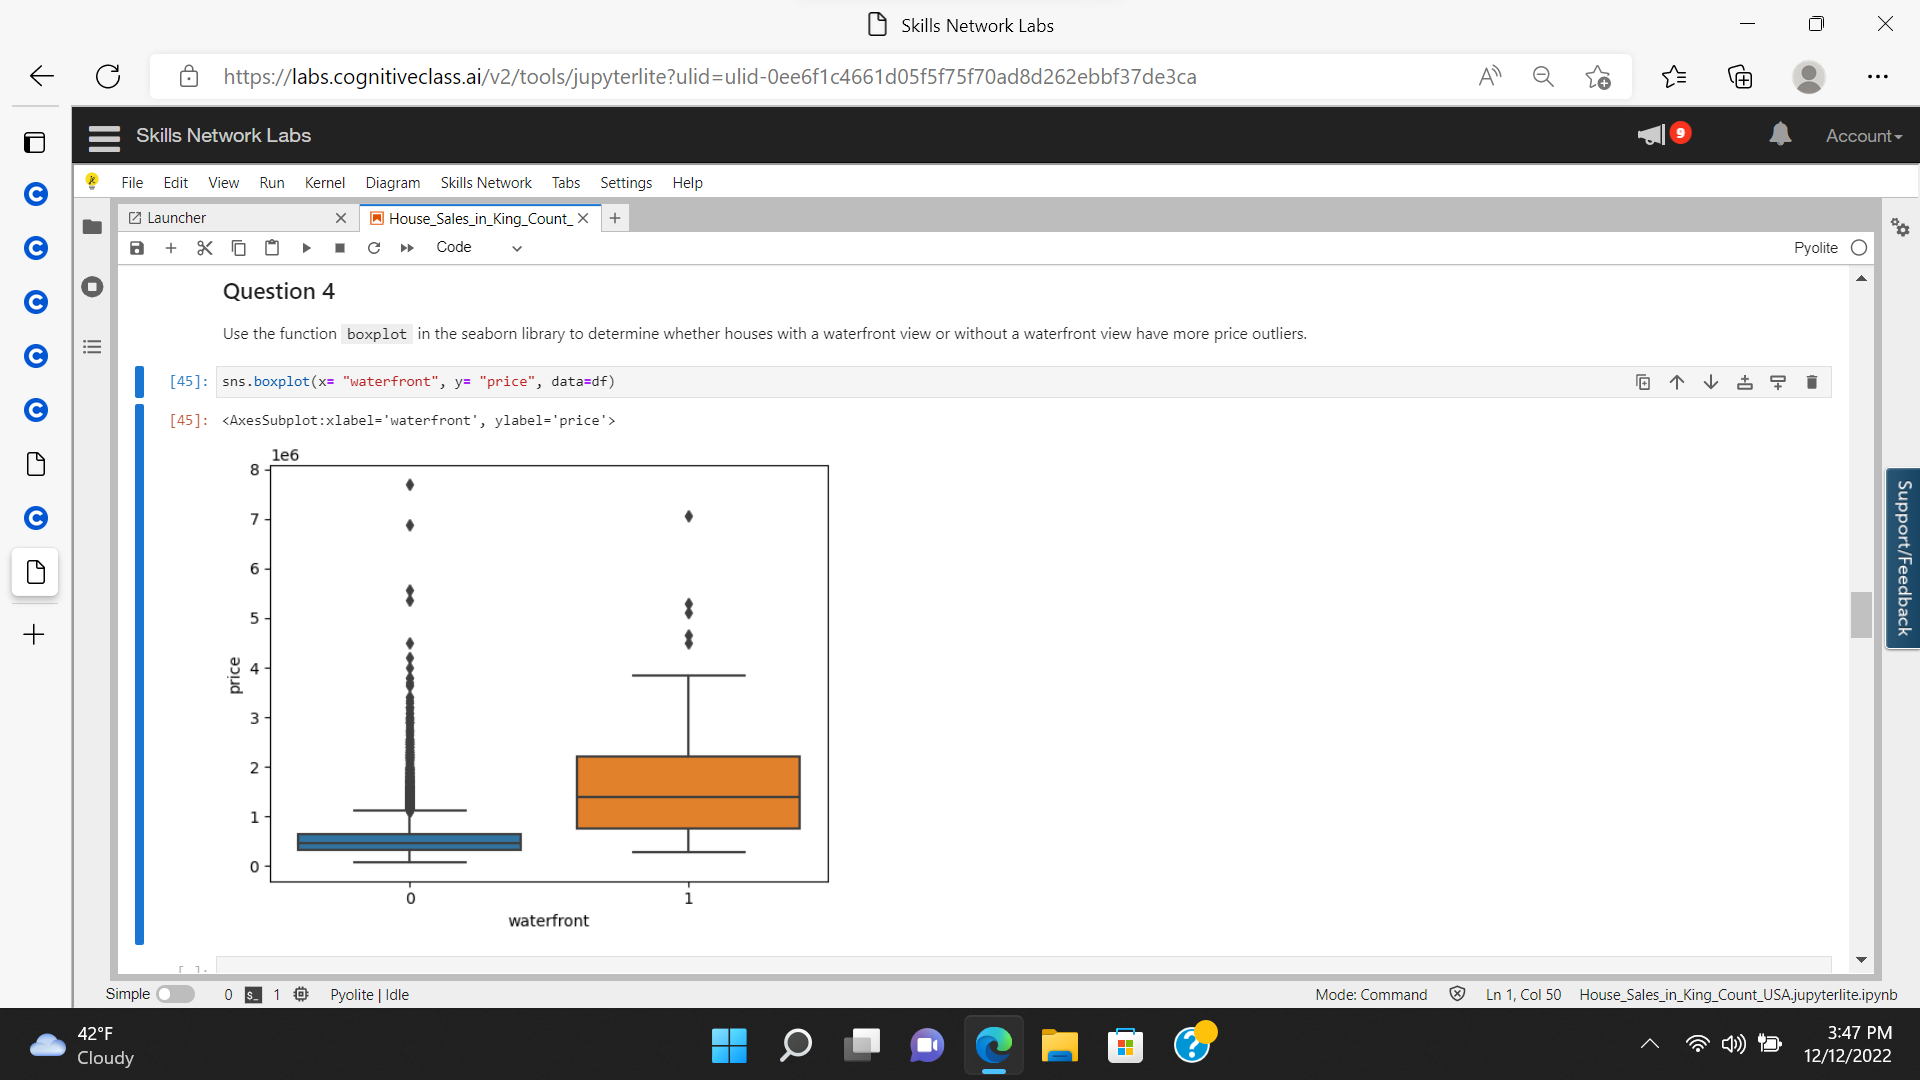 Skills Network Labs
https://labs.cognitiveclass.ai/v2/tools/jupyterlite?ulid=ulid-0ee6f1c4661d05f5f75f70ad8d262ebbf37de3ca
Skills Network Labs
9
Account
File Edit View Run Kernel Diagram Skills Network Tabs Settings Help
Launcher
House_Sales_in_King_Count_
Code
Pyolite
Question 4
Use the function boxplot in the seaborn library to determine whether houses with a waterfront view or without a waterfront view have more price outliers.
[45]: sns.boxplot(x= "waterfront", y= "price", data=df)
[45]: <AxesSubplot:xlabel='waterfront', ylabel='price'>
1e6
8
7
6
5
4
3
2
1
0
price
0 1
waterfront
[ ]:
Support/Feedback
Simple 0 $_ 1 Pyolite | Idle
Mode: Command Ln 1, Col 50 House_Sales_in_King_Count_USA.jupyterlite.ipynb
42°F
Cloudy
3:47 PM
12/12/2022